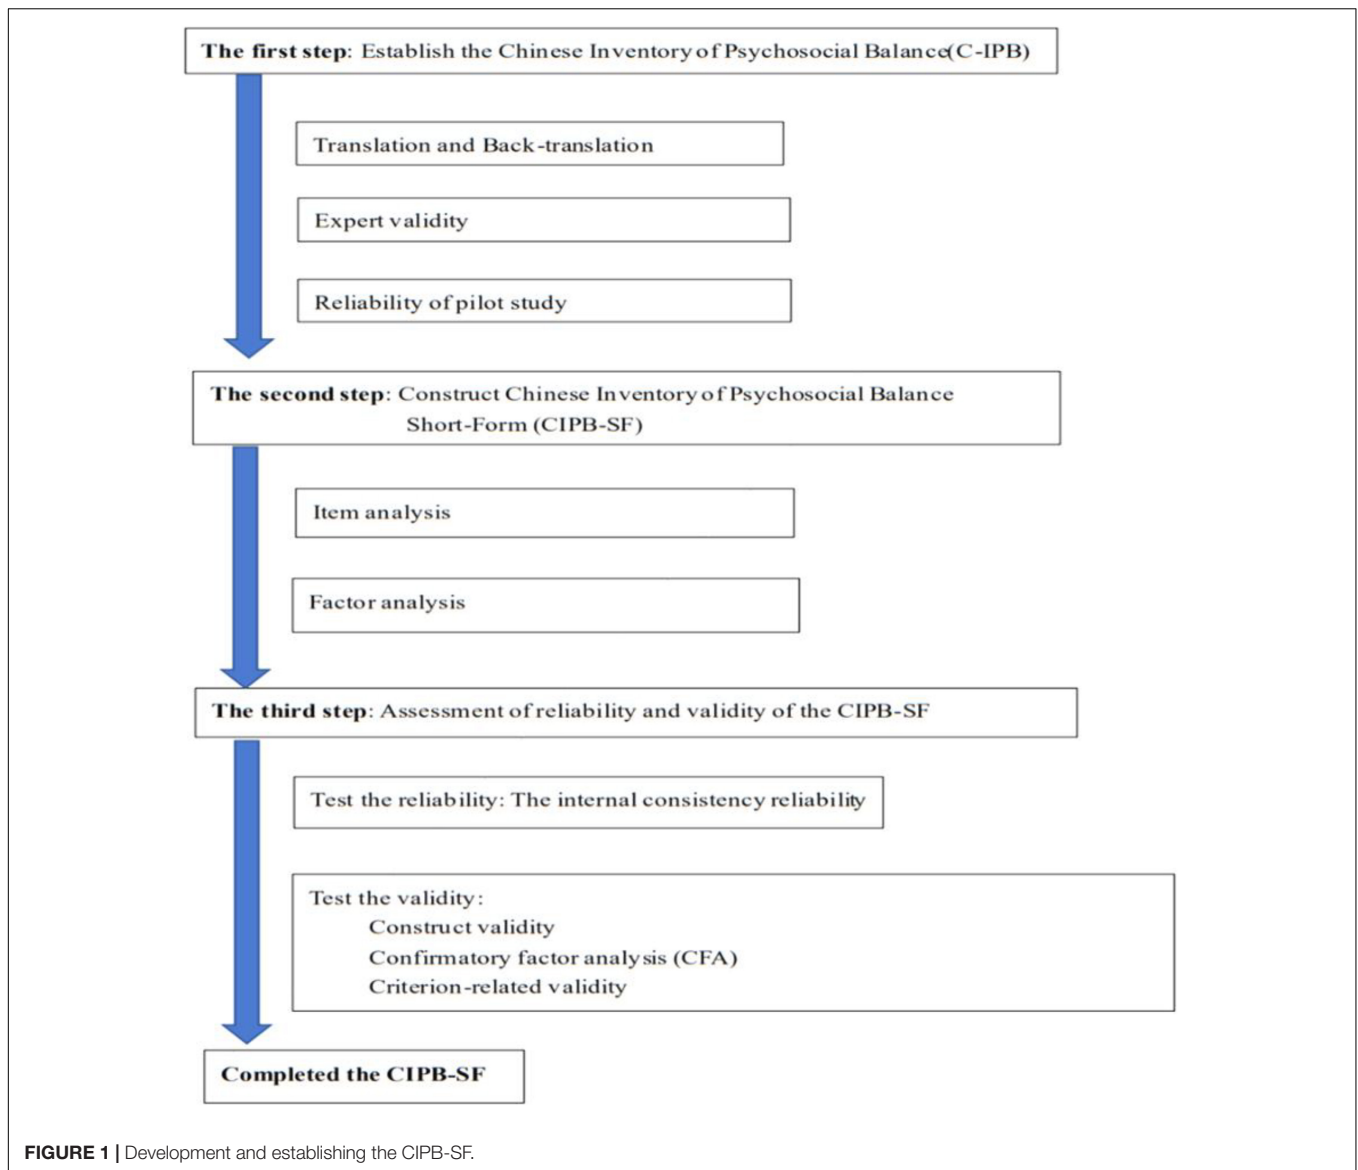 The first step: Establish the Chinese Inventory of Psychosocial Balance(C-IPB)
Translation and Back-translation
Expert validity
Reliability of pilot study
The second step: Construct Chinese Inventory of Psychosocial Balance
Short-Form (CIPB-SF)
Item analysis
Factor analysis
The third step: Assessment of reliability and validity of the CIPB-SF
Test the reliability: The internal consistency reliability
Test the validity:
Construct validity
Confirmatory factor analysis (CFA)
Criterion-related validity
Completed the CIPB-SF
FIGURE 1 | Development and establishing the CIPB-SF.